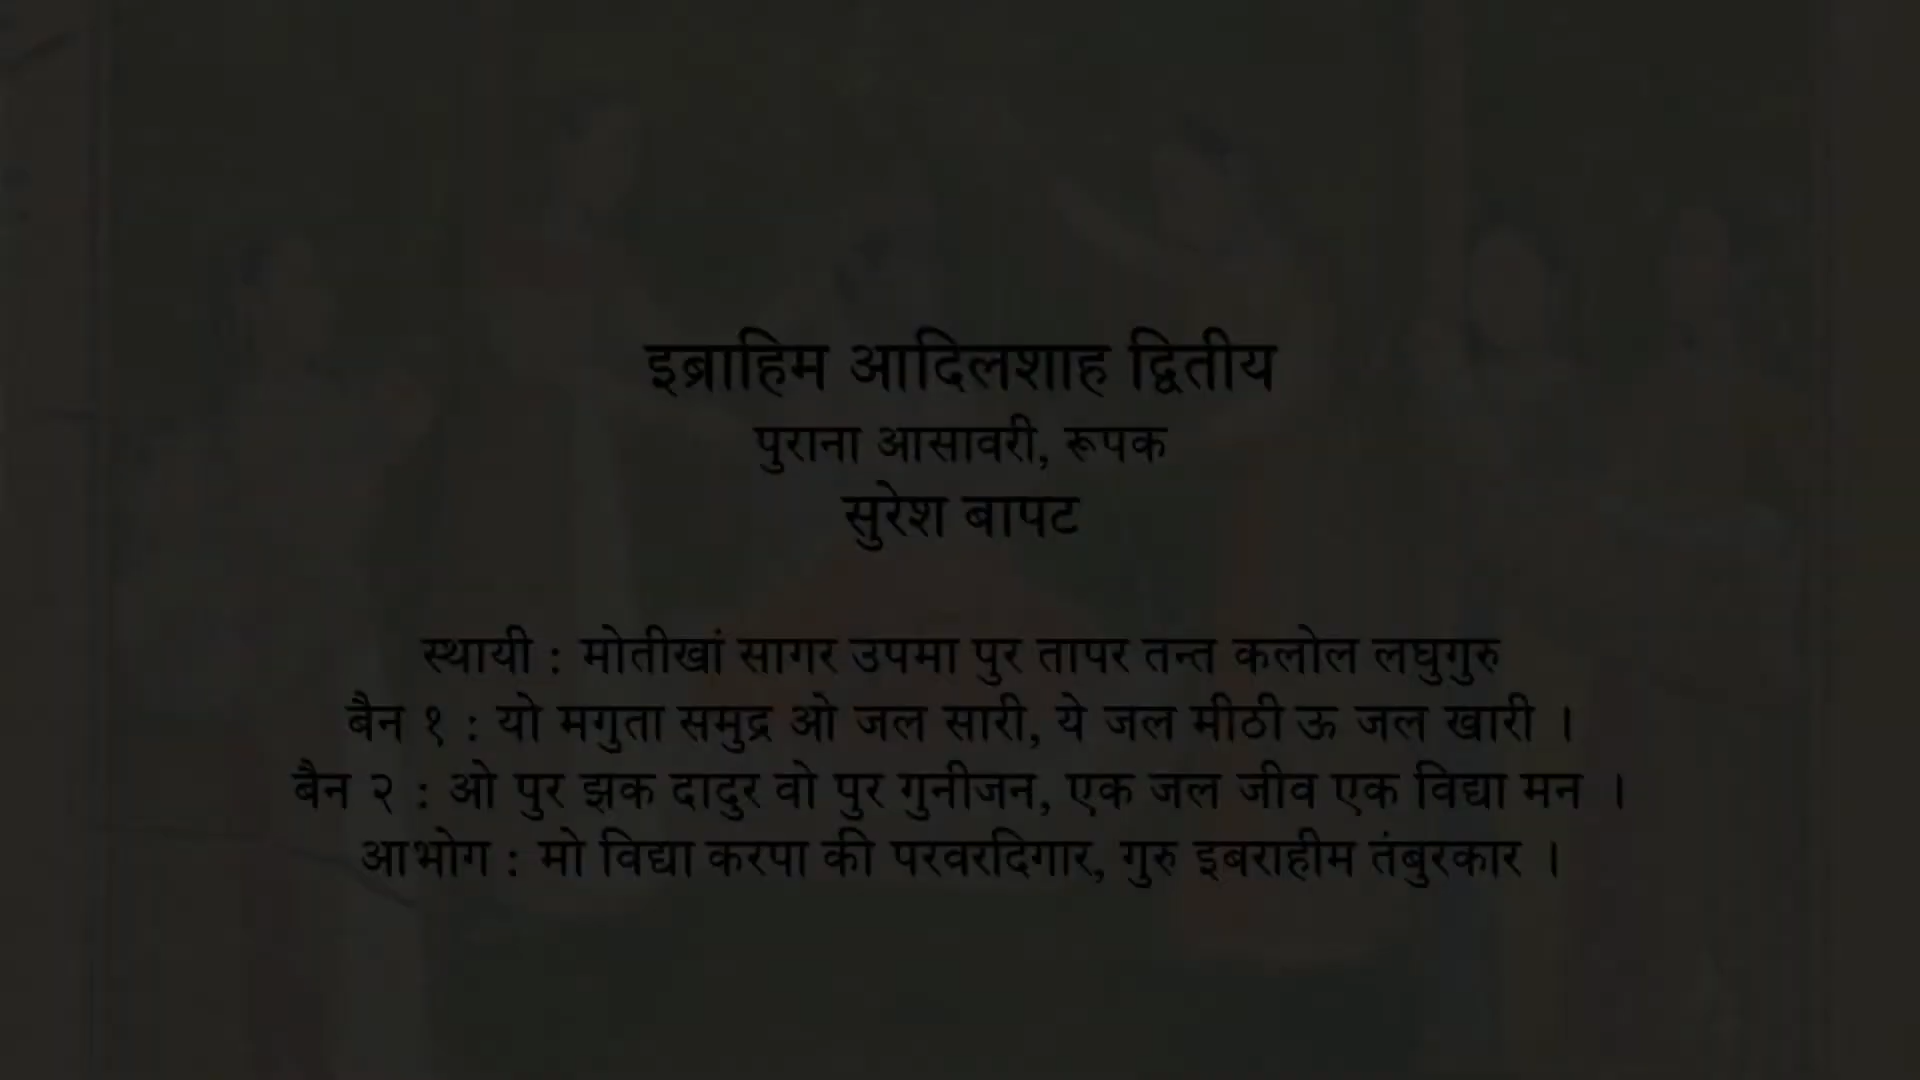 इब्राहिम आदिलशाह द्वितीय
पुराना आसावरी, रूपक
सुरेश बापट
स्थायी : मोतीखां सागर उपमा पुर तापर तन्त कलोल लघुगुरु
बैन १ : यो मगुता समुद्र ओ जल सारी, ये जल मीठी ऊ जल खारी ।
बैन २ : ओ पुर झक दादुर वो पुर गुनीजन, एक जल जीव एक विद्या मन ।
आभोग : मो विद्या करपा की परवरदिगार, गुरु इबराहीम तंबुरकार ।